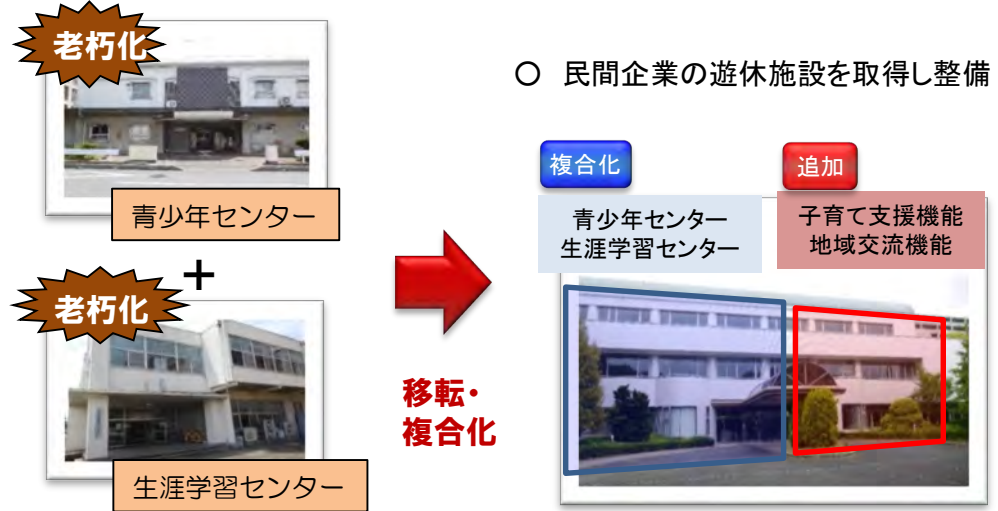 老朽化
青少年センター
+
老朽化
生涯学習センター
移転・
複合化
○ 民間企業の遊休施設を取得し整備
複合化
青少年センター
生涯学習センター
追加
子育て支援機能
地域交流機能